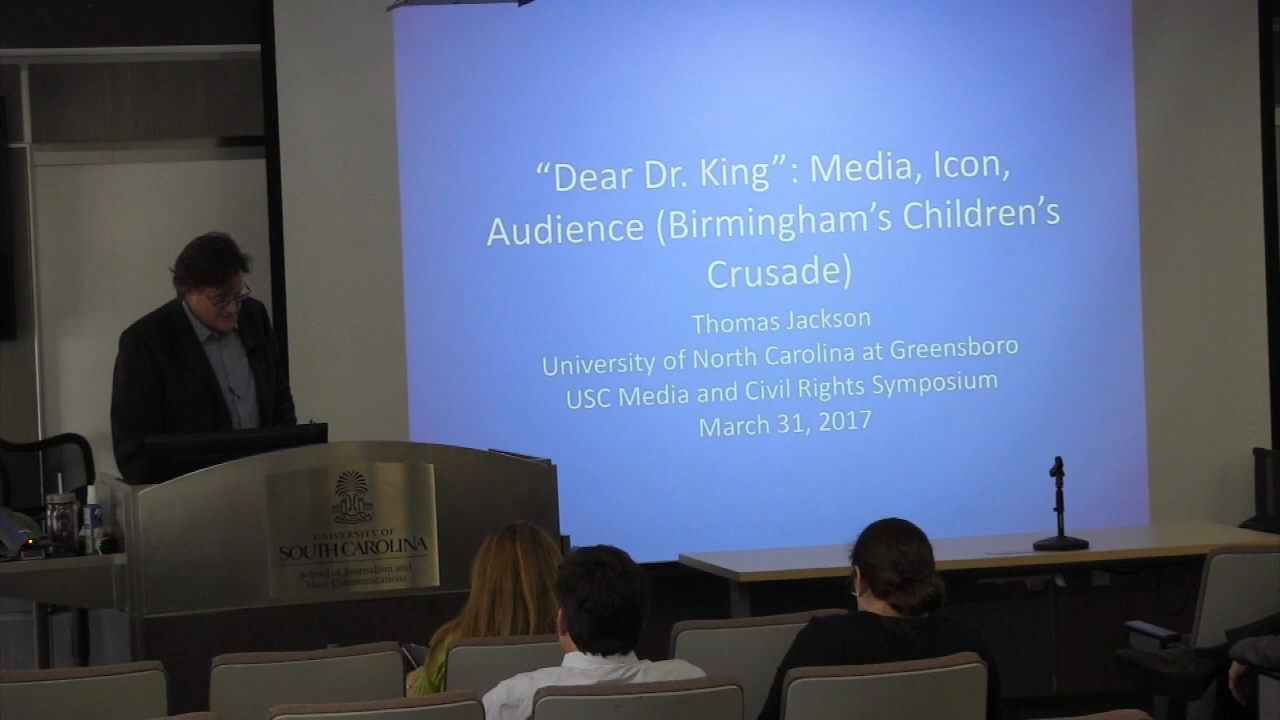 “Dear Dr. King”: Media, Icon,
Audience (Birmingham’s Children’s
Crusade)
Thomas Jackson
University of North Carolina at Greensboro
USC Media and Civil Rights Symposium
March 31, 2017
UNIVERSITY OF
SOUTH CAROLINA
School of Journalism and
Mass Communications